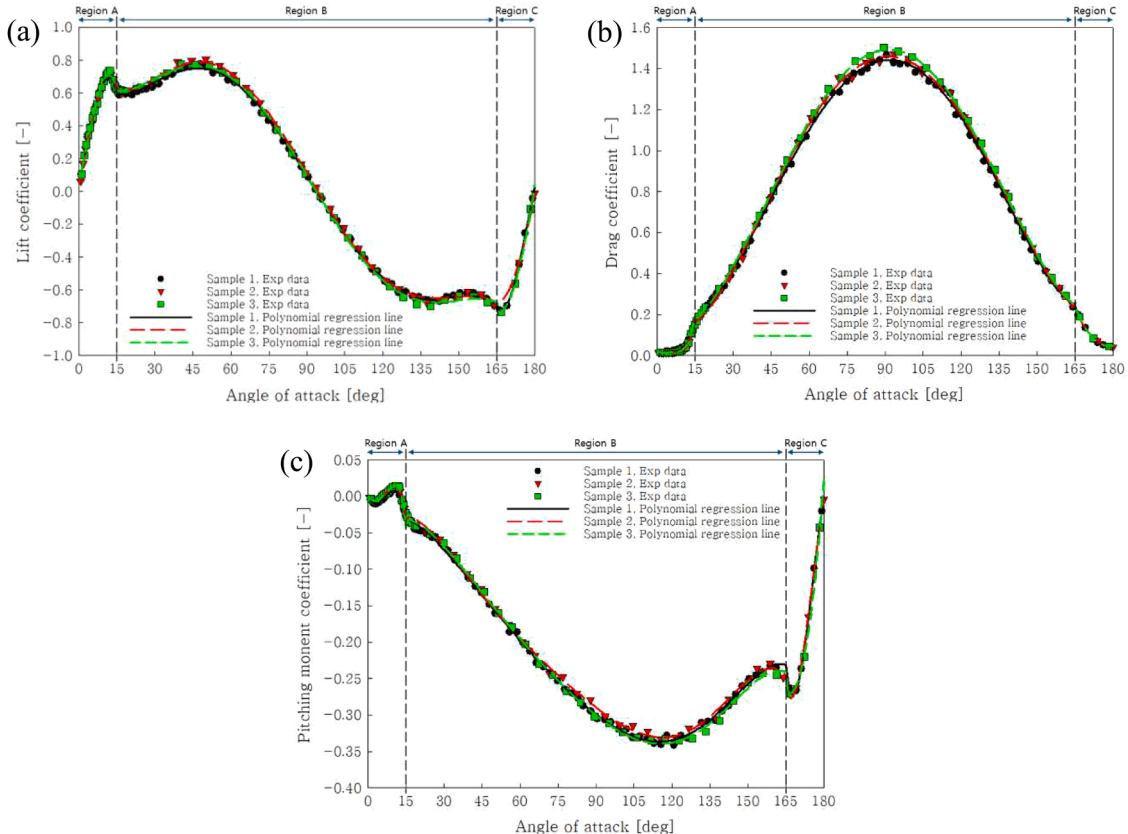 Region A Region B Region C
(a)
1.0
0.8
0.6
0.4
0.2
0.0
−0.2
−0.4
−0.6
−0.8
−1.0
Lift coefficient [−]
Sample 1, Exp data
Sample 2, Exp data
Sample 3, Exp data
Sample 1, Polynomial regression line
Sample 2, Polynomial regression line
Sample 3, Polynomial regression line
0 15 30 45 60 75 90 105 120 135 150 165 180
Angle of attack [deg]
Region A Region B Region C
(b)
1.6
1.4
1.2
1.0
0.8
0.6
0.4
0.2
0.0
Drag coefficient [−]
Sample 1, Exp data
Sample 2, Exp data
Sample 3, Exp data
Sample 1, Polynomial regression line
Sample 2, Polynomial regression line
Sample 3, Polynomial regression line
0 15 30 45 60 75 90 105 120 135 150 165 180
Angle of attack [deg]
Region A Region B Region C
(c)
0.05
0.00
−0.05
−0.10
−0.15
−0.20
−0.25
−0.30
−0.35
−0.40
Pitching monent coefficient [−]
Sample 1, Exp data
Sample 2, Exp data
Sample 3, Exp data
Sample 1, Polynomial regression line
Sample 2, Polynomial regression line
Sample 3, Polynomial regression line
0 15 30 45 60 75 90 105 120 135 150 165 180
Angle of attack [deg]